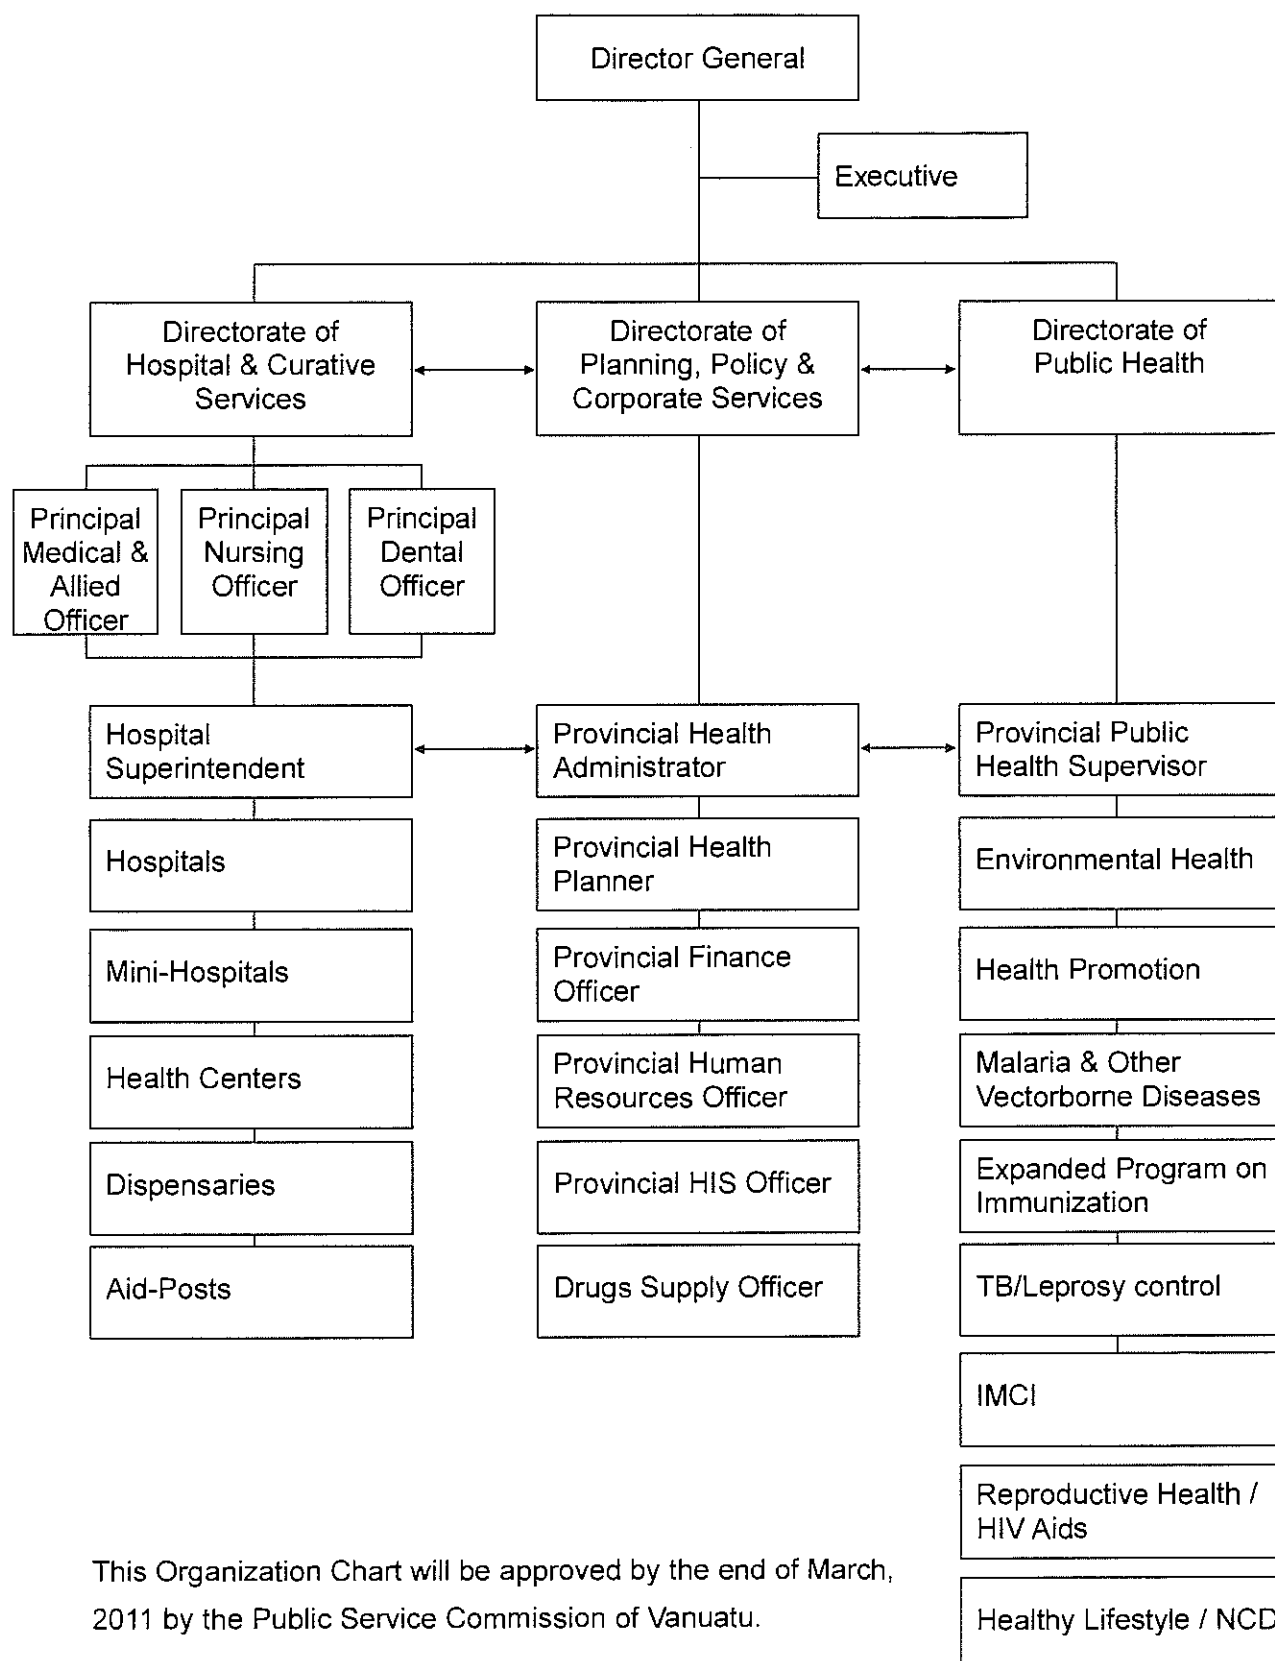 Director General
Executive
Directorate of
Hospital & Curative
Services
Directorate of
Planning, Policy &
Corporate Services
Directorate of
Public Health
Principal
Medical &
Allied
Officer
Principal
Nursing
Officer
Principal
Dental
Officer
Hospital
Superintendent
Provincial Health
Administrator
Provincial Public
Health Supervisor
Hospitals
Provincial Health
Planner
Environmental Health
Mini-Hospitals
Provincial Finance
Officer
Health Promotion
Health Centers
Provincial Human
Resources Officer
Malaria & Other
Vectorborne Diseases
Dispensaries
Provincial HIS Officer
Expanded Program on
Immunization
Aid-Posts
Drugs Supply Officer
TB/Leprosy control
IMCI
Reproductive Health /
HIV Aids
Healthy Lifestyle / NCD
This Organization Chart will be approved by the end of March,
2011 by the Public Service Commission of Vanuatu.